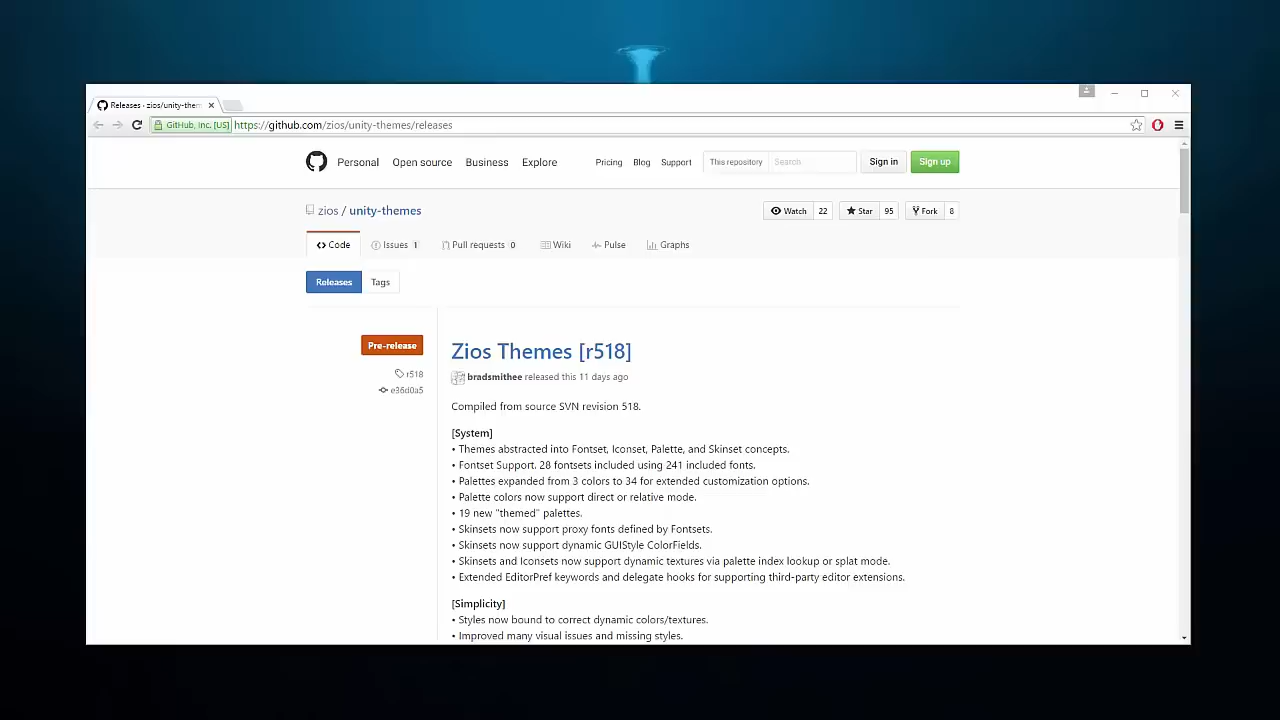 Releases · zios/unity-them
GitHub, Inc. [US] https://github.com/zios/unity-themes/releases
Personal Open source Business Explore Pricing Blog Support This repository Search Sign in Sign up
zios / unity-themes Watch 22 Star 95 Fork 8
Code Issues 1 Pull requests 0 Wiki Pulse Graphs
Releases Tags
Pre-release
r518
e36d0a5
Zios Themes [r518]
bradsmithee released this 11 days ago
Compiled from source SVN revision 518.
[System]
• Themes abstracted into Fontset, Iconset, Palette, and Skinset concepts.
• Fontset Support. 28 fontsets included using 241 included fonts.
• Palettes expanded from 3 colors to 34 for extended customization options.
• Palette colors now support direct or relative mode.
• 19 new "themed" palettes.
• Skinsets now support proxy fonts defined by Fontsets.
• Skinsets now support dynamic GUIStyle ColorFields.
• Skinsets and Iconsets now support dynamic textures via palette index lookup or splat mode.
• Extended EditorPref keywords and delegate hooks for supporting third-party editor extensions.
[Simplicity]
• Styles now bound to correct dynamic colors/textures.
• Improved many visual issues and missing styles.